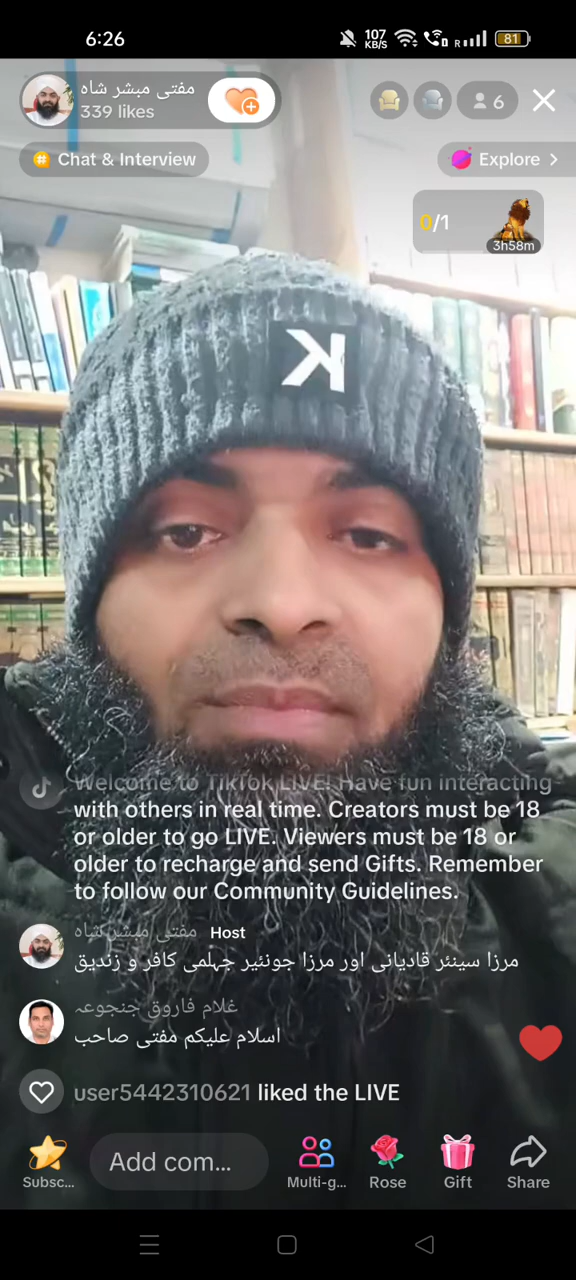 6:26
107
KB/S
R
81
مفتی مبشر شاہ
339 likes
6
Chat & Interview
Explore
0/1
3h58m
K
Welcome to TikTok LIVE! Have fun interacting
with others in real time. Creators must be 18
or older to go LIVE. Viewers must be 18 or
older to recharge and send Gifts. Remember
to follow our Community Guidelines.
مفتی مبشر شاہ Host
مرزا سینئر قادیانی اور مرزا جونئیر جہلمی کافر و زندیق
غلام فاروق جنجوعہ
اسلام علیکم مفتی صاحب
user5442310621 liked the LIVE
Subsc...
Add com...
Multi-g...
Rose
Gift
Share